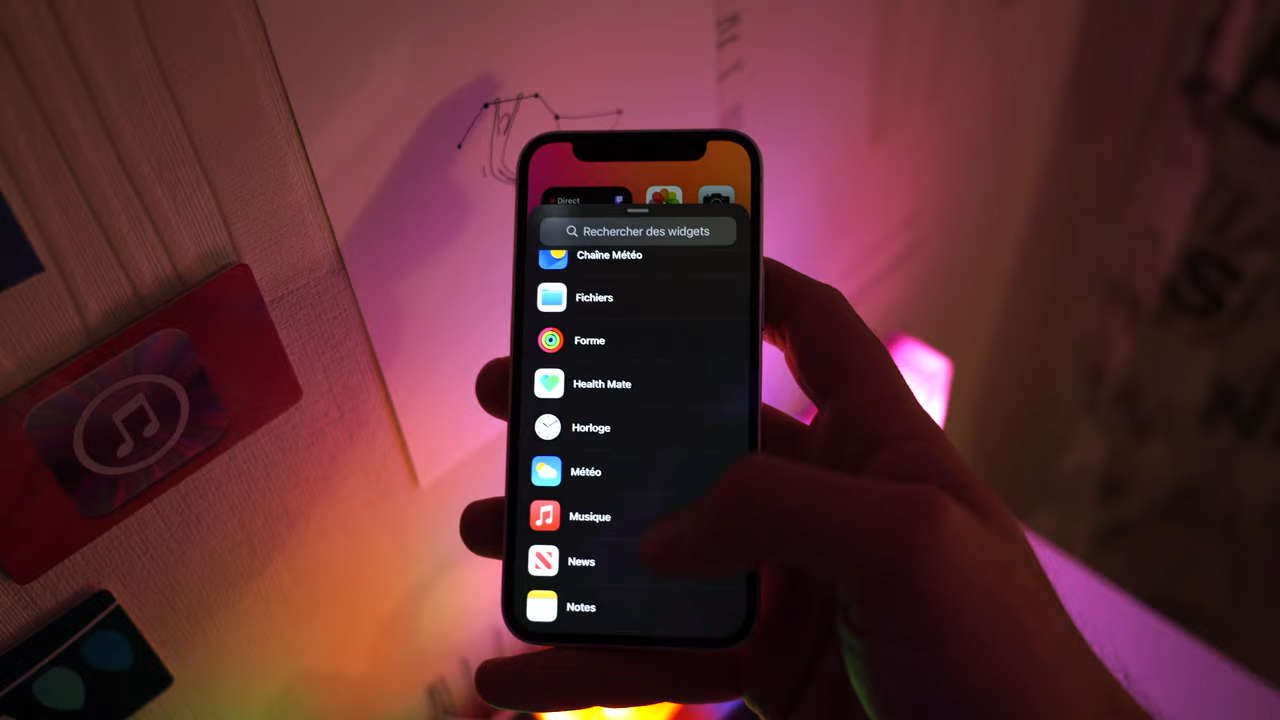 Direct
Rechercher des widgets
Chaîne Météo
Fichiers
Forme
Health Mate
Horloge
Météo
Musique
News
Notes